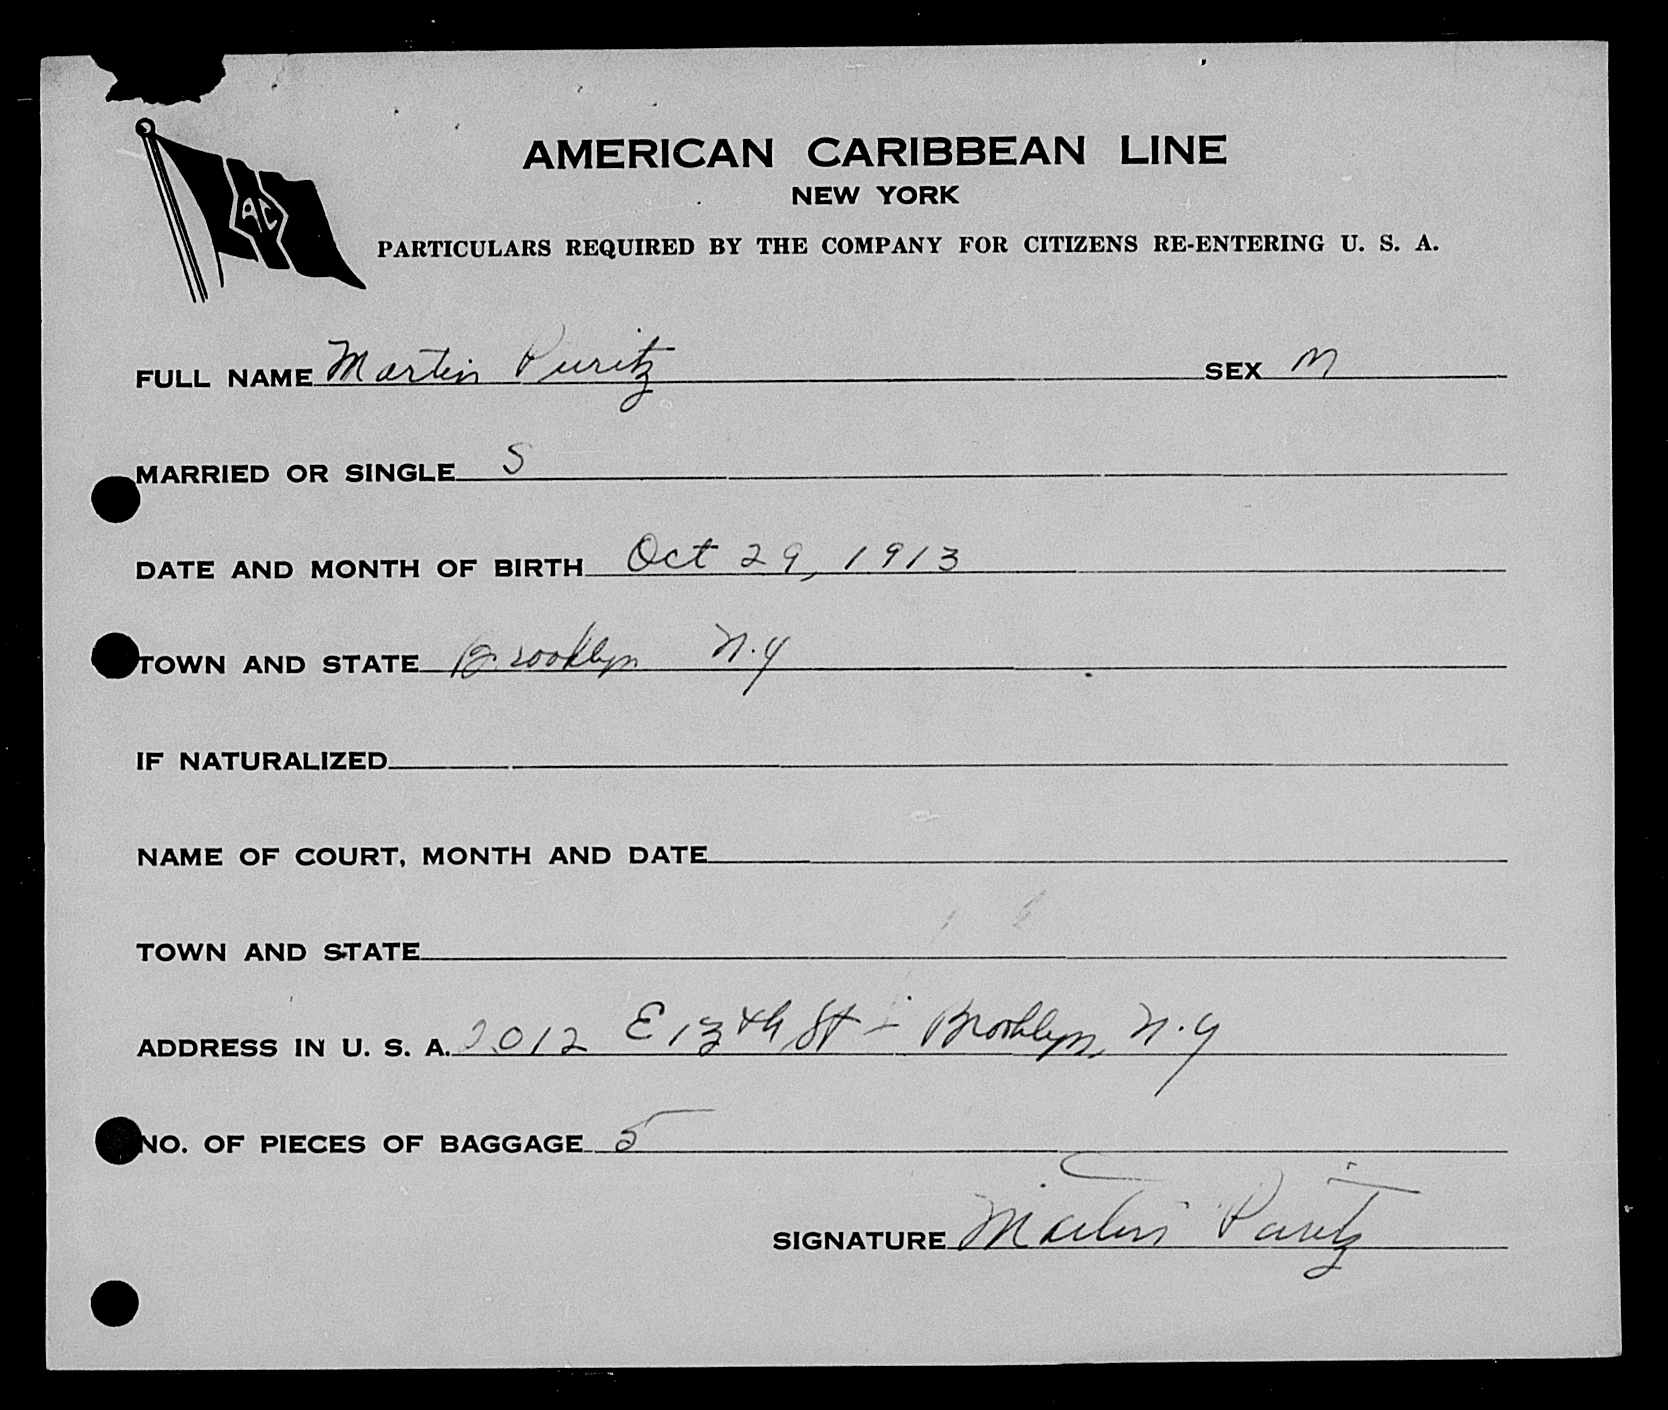 AMERICAN CARIBBEAN LINE
NEW YORK
AC
PARTICULARS REQUIRED BY THE COMPANY FOR CITIZENS RE-ENTERING U. S. A.
FULL NAME Martin Puritz SEX M
MARRIED OR SINGLE S
DATE AND MONTH OF BIRTH Oct 29, 1913
TOWN AND STATE Brooklyn N.Y
IF NATURALIZED
NAME OF COURT, MONTH AND DATE
TOWN AND STATE
ADDRESS IN U. S. A. 2012 E 13th St - Brooklyn, N.Y
NO. OF PIECES OF BAGGAGE 5
SIGNATURE Martin Puritz